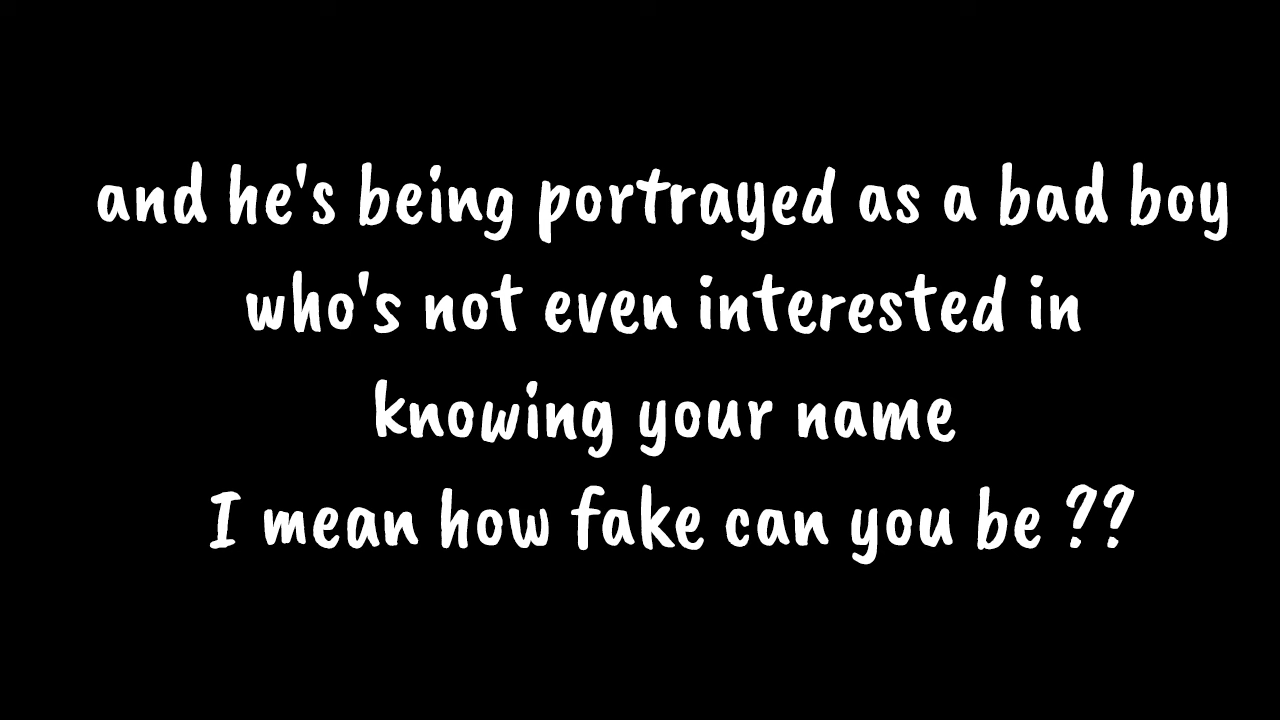 and he's being portrayed as a bad boy
who's not even interested in
knowing your name
I mean how fake can you be ??